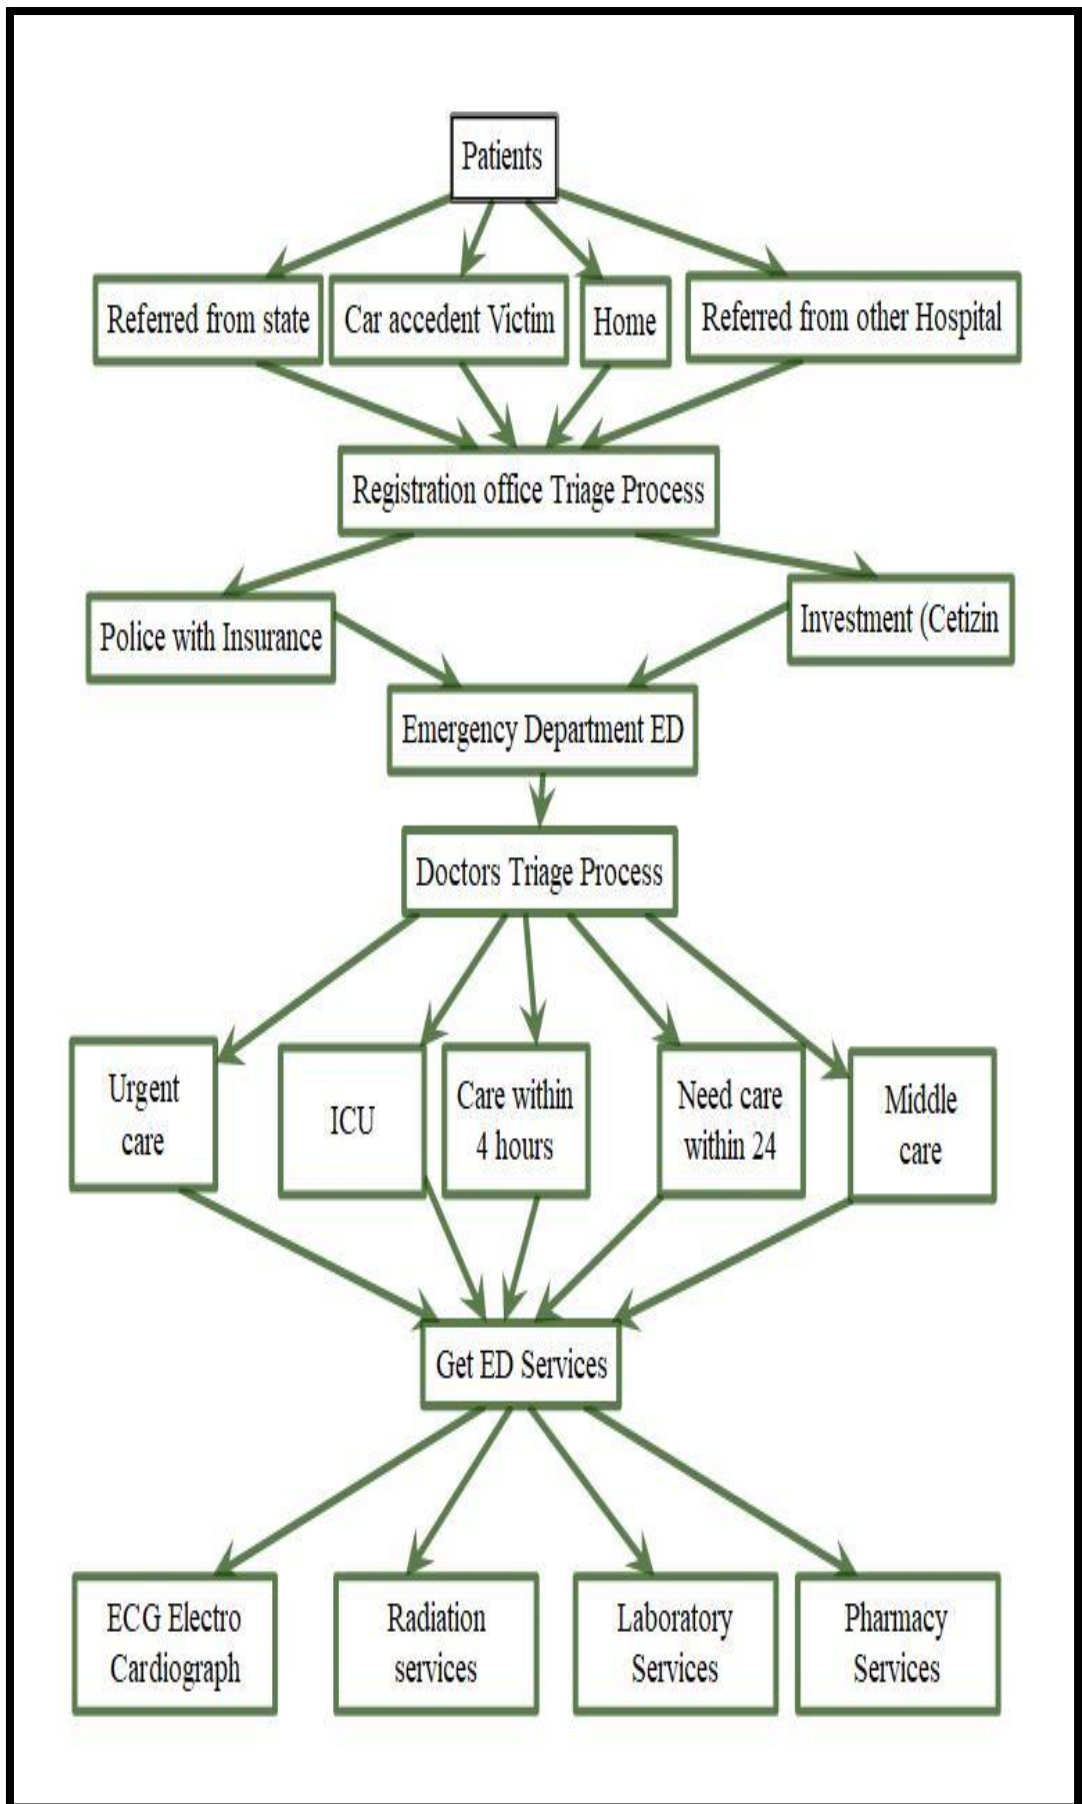 Patients
Referred from state
Car accedent Victim
Home
Referred from other Hospital
Registration office Triage Process
Police with Insurance
Investment (Cetizin
Emergency Department ED
Doctors Triage Process
Urgent
care
ICU
Care within
4 hours
Need care
within 24
Middle
care
Get ED Services
ECG Electro
Cardiograph
Radiation
services
Laboratory
Services
Pharmacy
Services